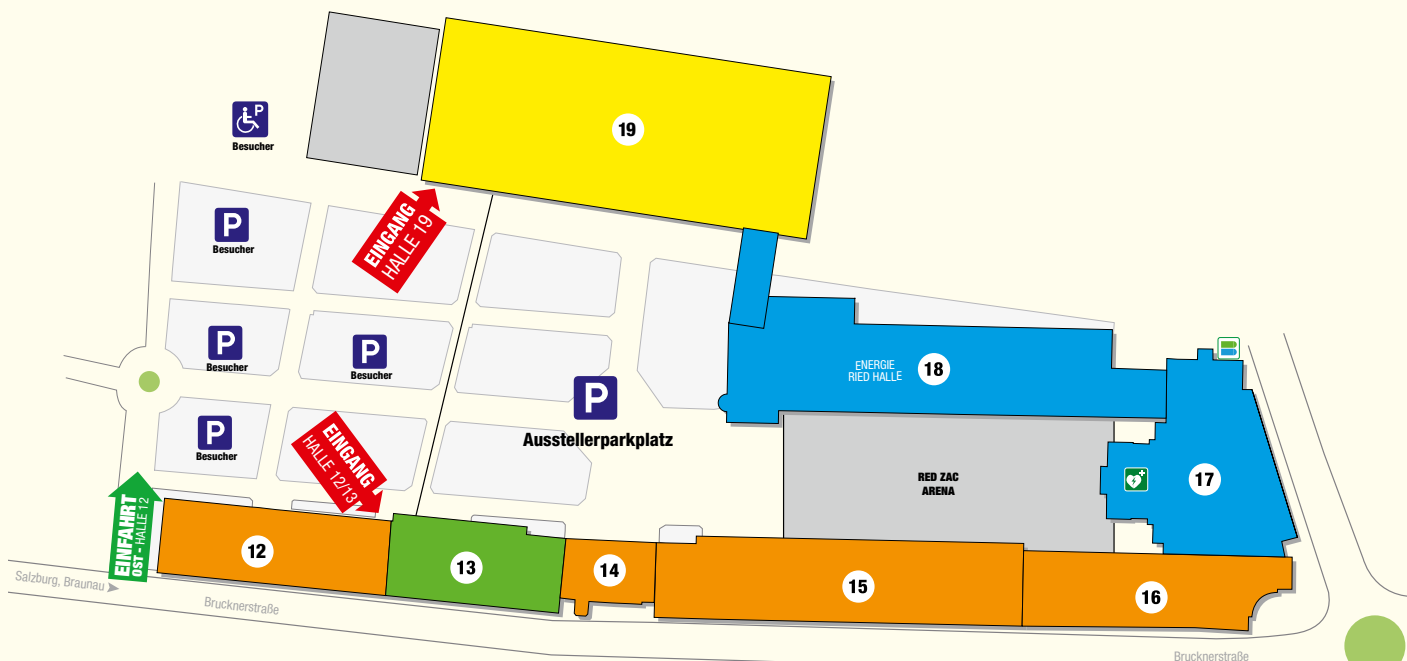 P
Besucher
19
P
Besucher
EINGANG
HALLE 19
P
Besucher
P
Besucher
ENERGIE
RIED HALLE
18
P
Ausstellerparkplatz
P
Besucher
EINGANG
HALLE 12/13
RED ZAC
ARENA
17
EINFAHRT
OST - HALLE 12
12
13
14
15
16
Salzburg, Braunau
Brucknerstraße
Brucknerstraße